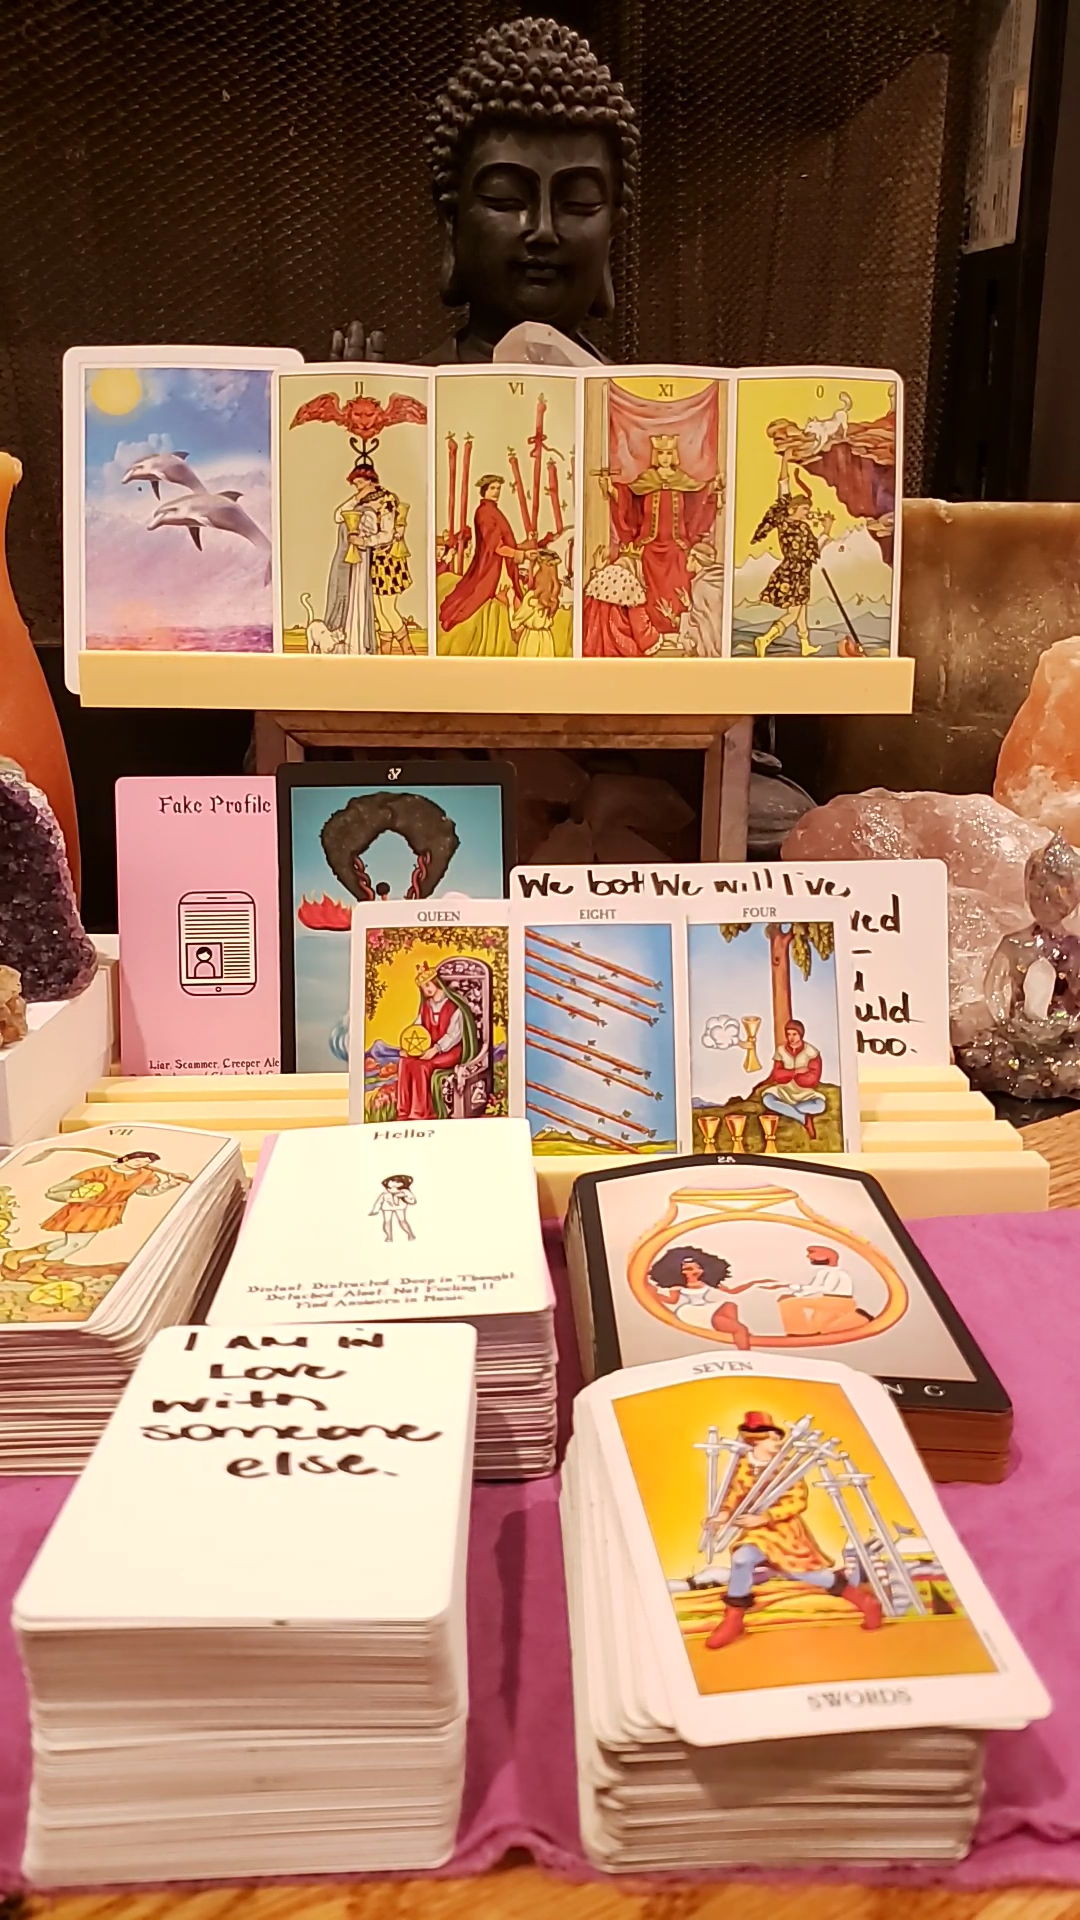 II
VI
XI
0
Fake Profile
Liar, Scammer, Creeper Ale
We bot We will I've
ved
uld
too.
QUEEN
EIGHT
FOUR
VII
Hello?
Distant Distracted Deep in Thought
Detached Aloof Not Feeling It
Find Answers in Music
I AM IN
Love
with
someone
else.
N G
SEVEN
SWORDS